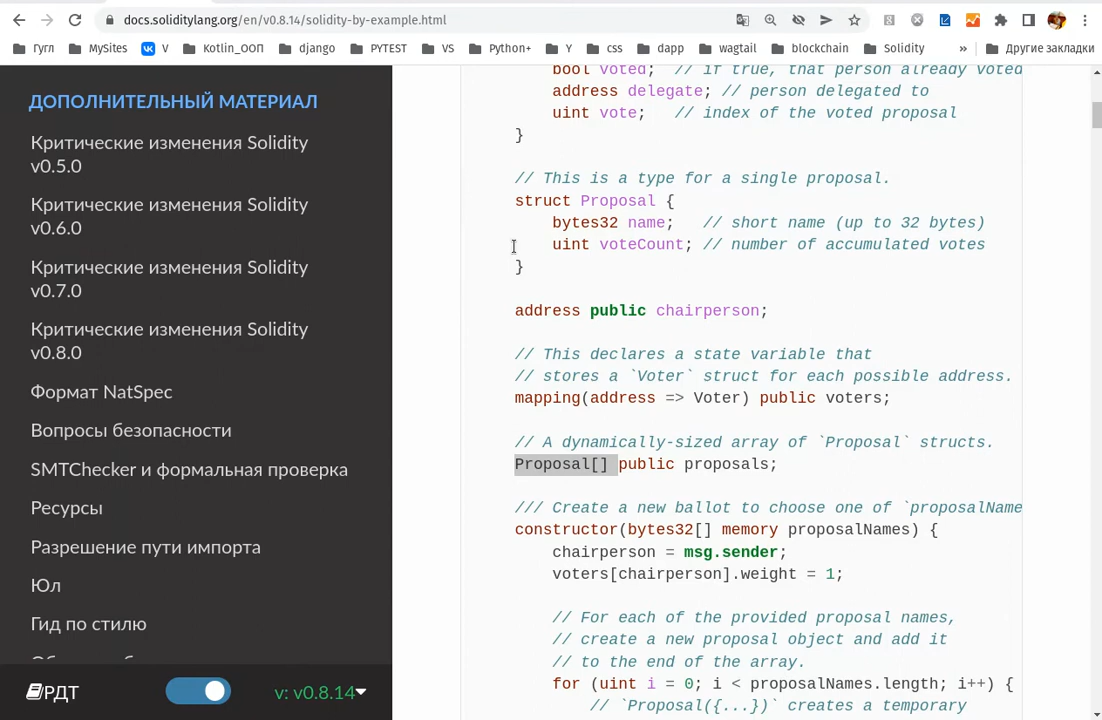 docs.soliditylang.org/en/v0.8.14/solidity-by-example.html
Гугл MySites V Kotlin_ООП django PYTEST VS Python+ Y css dapp wagtail blockchain Solidity » Другие закладки
ДОПОЛНИТЕЛЬНЫЙ МАТЕРИАЛ
Критические изменения Solidity
v0.5.0
Критические изменения Solidity
v0.6.0
Критические изменения Solidity
v0.7.0
Критические изменения Solidity
v0.8.0
Формат NatSpec
Вопросы безопасности
SMTChecker и формальная проверка
Ресурсы
Разрешение пути импорта
Юл
Гид по стилю
РДТ
v: v0.8.14
bool voted; // if true, that person already voted
address delegate; // person delegated to
uint vote; // index of the voted proposal
}
// This is a type for a single proposal.
struct Proposal {
bytes32 name; // short name (up to 32 bytes)
uint voteCount; // number of accumulated votes
}
address public chairperson;
// This declares a state variable that
// stores a `Voter` struct for each possible address.
mapping(address => Voter) public voters;
// A dynamically-sized array of `Proposal` structs.
Proposal[] public proposals;
/// Create a new ballot to choose one of `proposalName
constructor(bytes32[] memory proposalNames) {
chairperson = msg.sender;
voters[chairperson].weight = 1;
// For each of the provided proposal names,
// create a new proposal object and add it
// to the end of the array.
for (uint i = 0; i < proposalNames.length; i++) {
// `Proposal({...})` creates a temporary